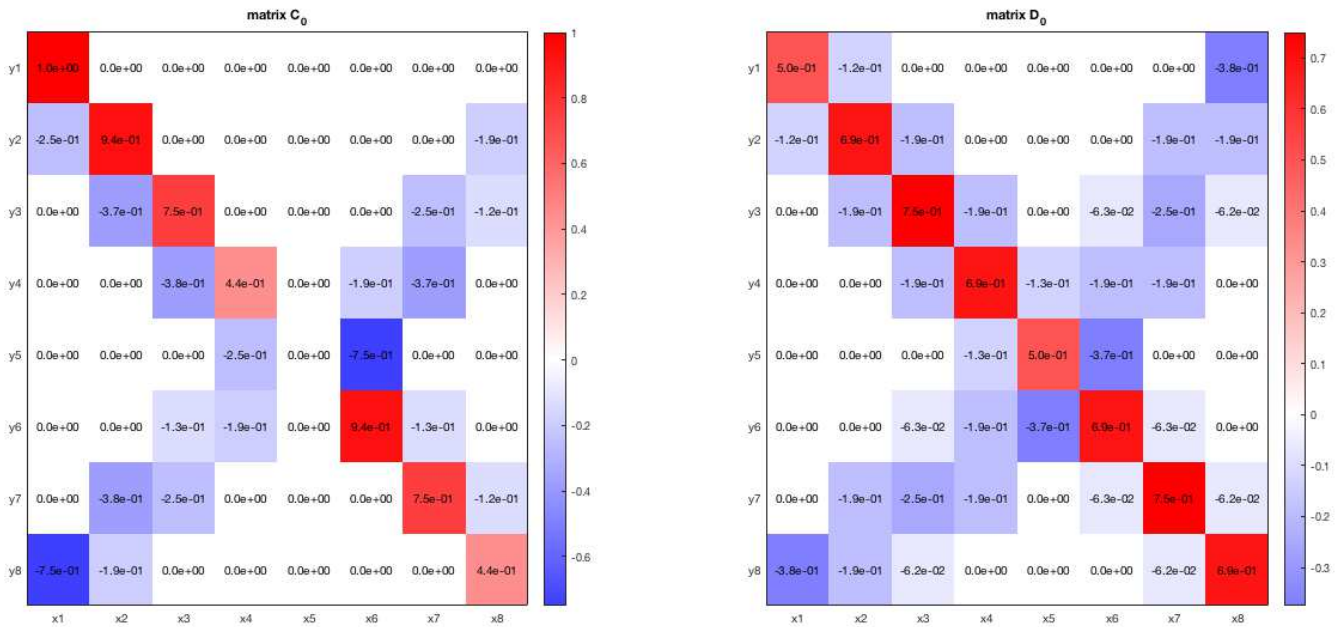 matrix C0
y1 1.0e+00 0.0e+00 0.0e+00 0.0e+00 0.0e+00 0.0e+00 0.0e+00 0.0e+00
y2 -2.5e-01 9.4e-01 0.0e+00 0.0e+00 0.0e+00 0.0e+00 0.0e+00 -1.9e-01
y3 0.0e+00 -3.7e-01 7.5e-01 0.0e+00 0.0e+00 0.0e+00 -2.5e-01 -1.2e-01
y4 0.0e+00 0.0e+00 -3.8e-01 4.4e-01 0.0e+00 -1.9e-01 -3.7e-01 0.0e+00
y5 0.0e+00 0.0e+00 0.0e+00 -2.5e-01 0.0e+00 -7.5e-01 0.0e+00 0.0e+00
y6 0.0e+00 0.0e+00 -1.3e-01 -1.9e-01 0.0e+00 9.4e-01 -1.3e-01 0.0e+00
y7 0.0e+00 -3.8e-01 -2.5e-01 0.0e+00 0.0e+00 0.0e+00 7.5e-01 -1.2e-01
y8 -7.5e-01 -1.9e-01 0.0e+00 0.0e+00 0.0e+00 0.0e+00 0.0e+00 4.4e-01
x1 x2 x3 x4 x5 x6 x7 x8
1
0.8
0.6
0.4
0.2
0
-0.2
-0.4
-0.6
matrix D0
y1 5.0e-01 -1.2e-01 0.0e+00 0.0e+00 0.0e+00 0.0e+00 0.0e+00 -3.8e-01
y2 -1.2e-01 6.9e-01 -1.9e-01 0.0e+00 0.0e+00 0.0e+00 -1.9e-01 -1.9e-01
y3 0.0e+00 -1.9e-01 7.5e-01 -1.9e-01 0.0e+00 -6.3e-02 -2.5e-01 -6.2e-02
y4 0.0e+00 0.0e+00 -1.9e-01 6.9e-01 -1.3e-01 -1.9e-01 -1.9e-01 0.0e+00
y5 0.0e+00 0.0e+00 0.0e+00 -1.3e-01 5.0e-01 -3.7e-01 0.0e+00 0.0e+00
y6 0.0e+00 0.0e+00 -6.3e-02 -1.9e-01 -3.7e-01 6.9e-01 -6.3e-02 0.0e+00
y7 0.0e+00 -1.9e-01 -2.5e-01 -1.9e-01 0.0e+00 -6.3e-02 7.5e-01 -6.2e-02
y8 -3.8e-01 -1.9e-01 -6.2e-02 0.0e+00 0.0e+00 0.0e+00 -6.2e-02 6.9e-01
x1 x2 x3 x4 x5 x6 x7 x8
0.7
0.6
0.5
0.4
0.3
0.2
0.1
0
-0.1
-0.2
-0.3